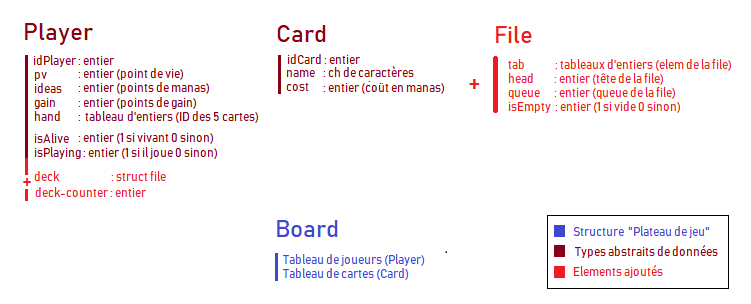 Player
idPlayer : entier
pv : entier (point de vie)
ideas : entier (points de manas)
gain : entier (points de gain)
hand : tableau d'entiers (ID des 5 cartes)
isAlive : entier (1 si vivant 0 sinon)
isPlaying : entier (1 si il joue 0 sinon)
+
deck : struct file
deck-counter : entier
Card
idCard : entier
name : ch de caractères
cost : entier (coüt en manas)
+
File
tab : tableaux d'entiers (elem de la file)
head : entier (tête de la file)
queue : entier (queue de la file)
isEmpty : entier (1 si vide 0 sinon)
Board
Tableau de joueurs (Player)
Tableau de cartes (Card)
Structure "Plateau de jeu"
Types abstraits de données
Elements ajoutés